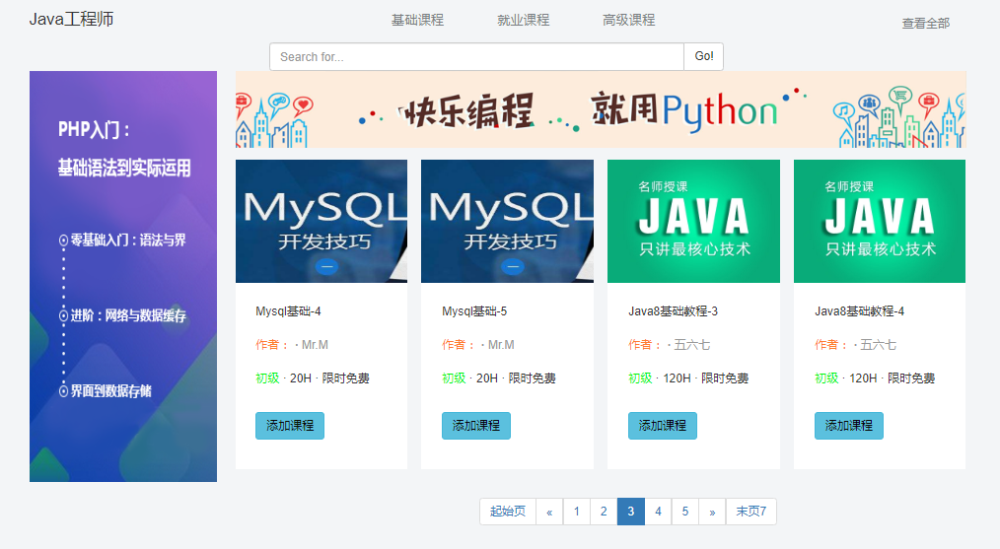 Java工程师
基础课程 就业课程 高级课程
查看全部
Search for... Go!
PHP入门：
基础语法到实际运用
零基础入门：语法与界
进阶：网络与数据缓存
界面到数据存储
快乐编程 就用Python
MySQL
开发技巧
MySQL
开发技巧
名师授课
JAVA
只讲最核心技术
名师授课
JAVA
只讲最核心技术
Mysql基础-4
作者： · Mr.M
初级 · 20H · 限时免费
添加课程
Mysql基础-5
作者： · Mr.M
初级 · 20H · 限时免费
添加课程
Java8基础教程-3
作者： · 五六七
初级 · 120H · 限时免费
添加课程
Java8基础教程-4
作者： · 五六七
初级 · 120H · 限时免费
添加课程
起始页 « 1 2 3 4 5 » 末页7